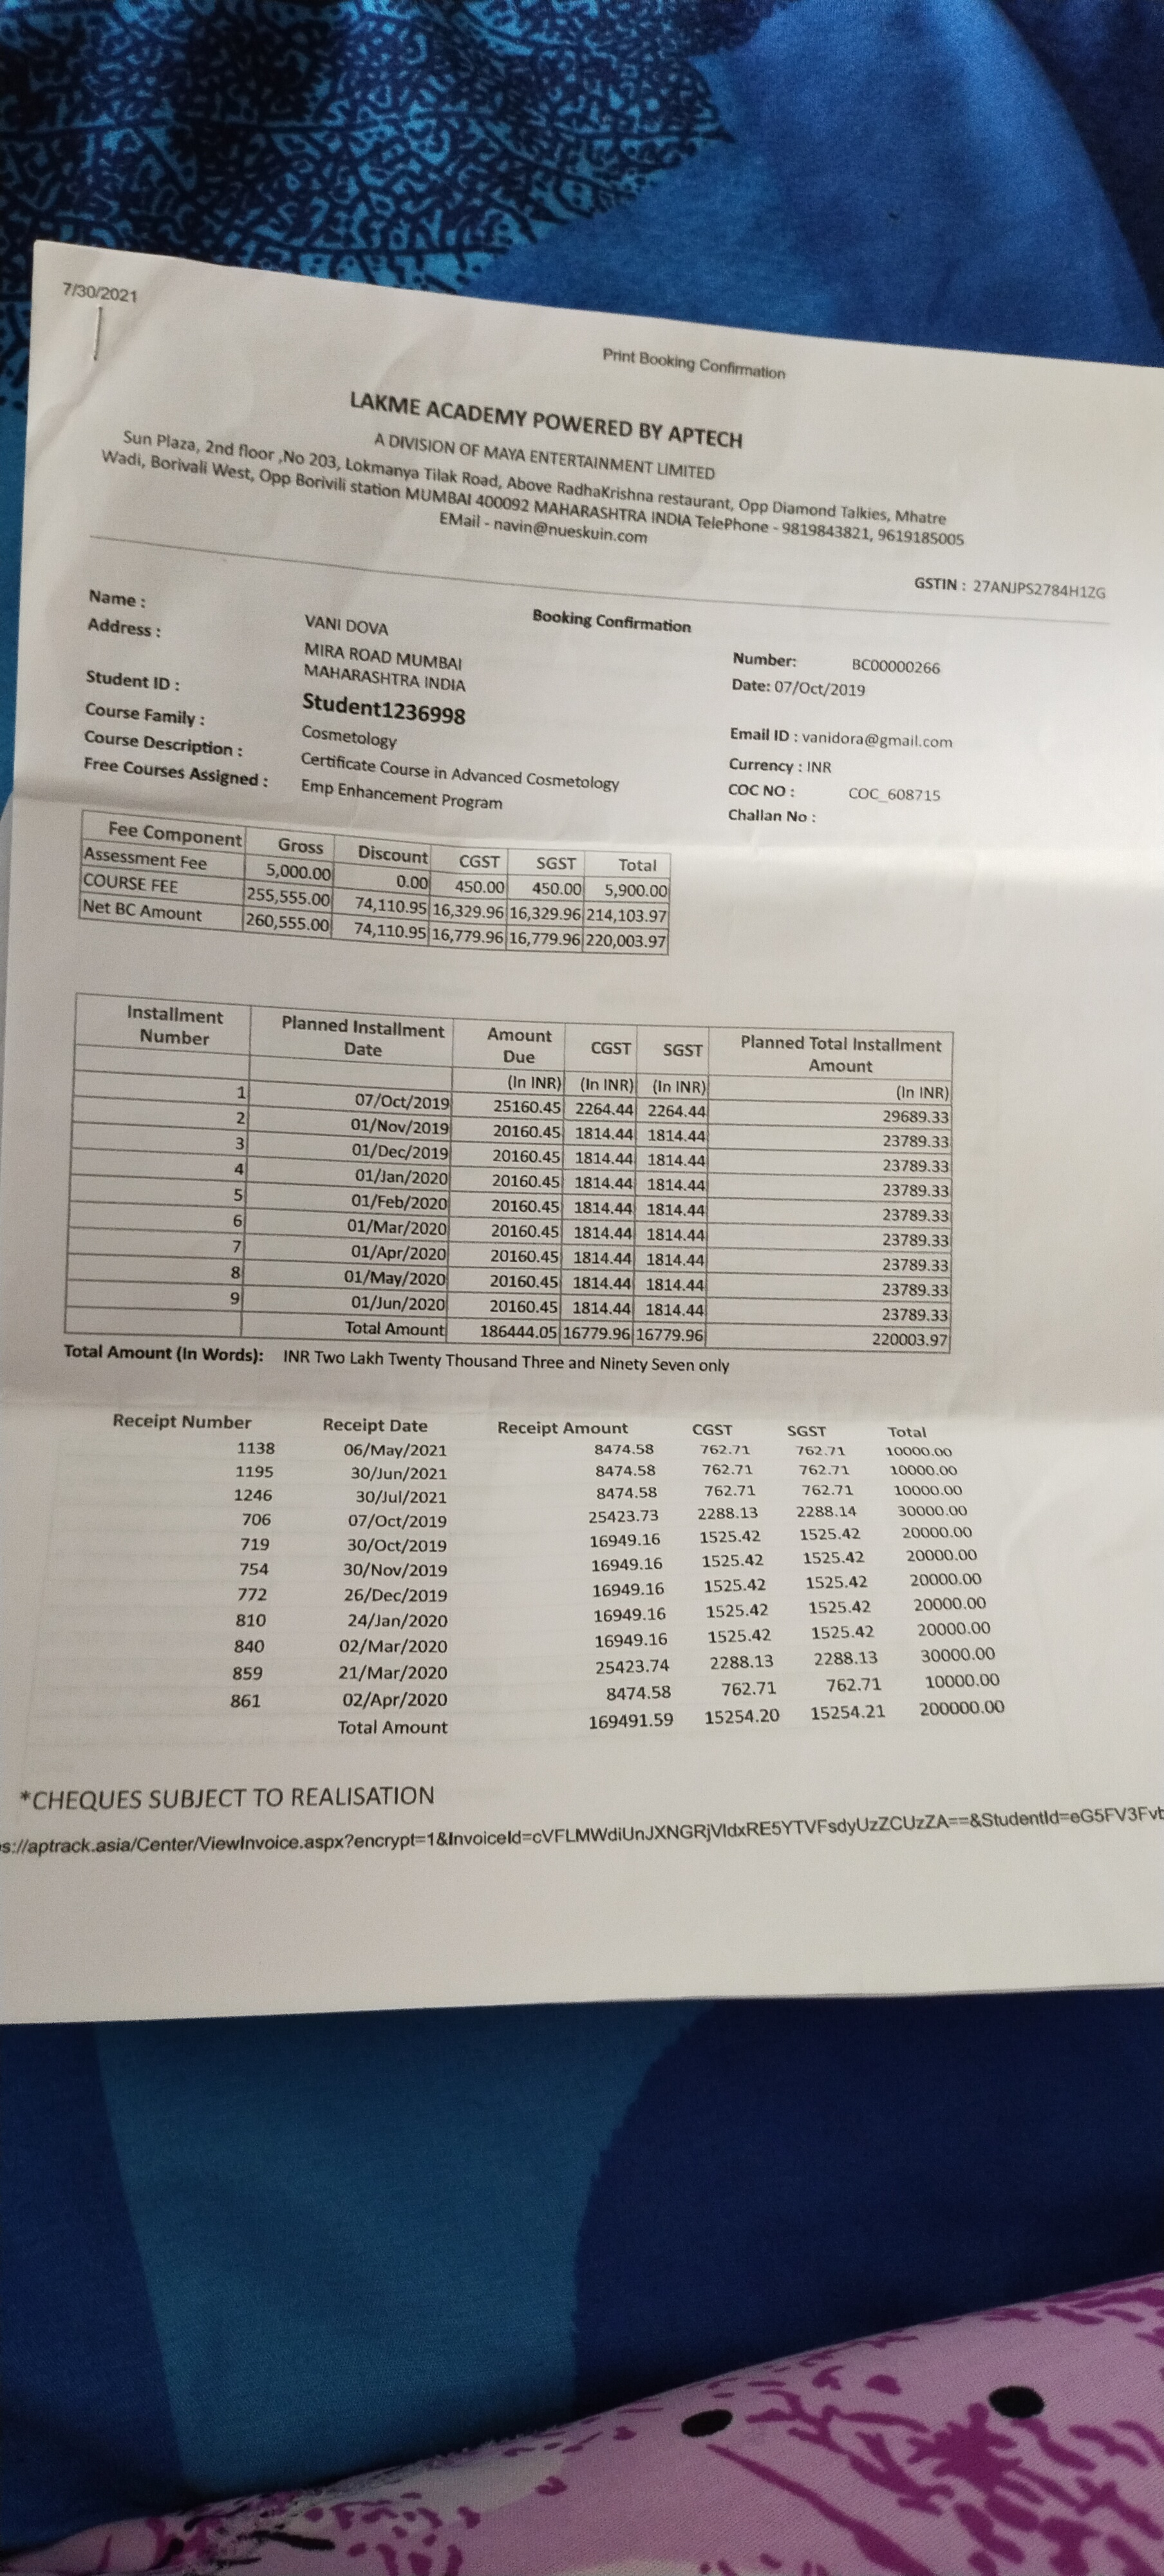 7/30/2021
Print Booking Confirmation
LAKME ACADEMY POWERED BY APTECH
A DIVISION OF MAYA ENTERTAINMENT LIMITED
Sun Plaza, 2nd floor ,No 203, Lokmanya Tilak Road, Above RadhaKrishna restaurant, Opp Diamond Talkies, Mhatre
Wadi, Borivali West, Opp Borivili station MUMBAI 400092 MAHARASHTRA INDIA TelePhone - 9819843821, 9619185005
EMail - navin@nueskuin.com
GSTIN : 27ANJPS2784H1ZG
Booking Confirmation
Name : VANI DOVA
Address : MIRA ROAD MUMBAI
MAHARASHTRA INDIA
Number: BC00000266
Date: 07/Oct/2019
Student ID : Student1236998
Course Family : Cosmetology
Email ID : vanidora@gmail.com
Course Description : Certificate Course in Advanced Cosmetology
Currency : INR
Free Courses Assigned : Emp Enhancement Program
COC NO : COC_608715
Challan No :
Fee Component Gross Discount CGST SGST Total
Assessment Fee 5,000.00 0.00 450.00 450.00 5,900.00
COURSE FEE 255,555.00 74,110.95 16,329.96 16,329.96 214,103.97
Net BC Amount 260,555.00 74,110.95 16,779.96 16,779.96 220,003.97
Installment Number Planned Installment Date Amount Due CGST SGST Planned Total Installment Amount
(In INR) (In INR) (In INR) (In INR)
1 07/Oct/2019 25160.45 2264.44 2264.44 29689.33
2 01/Nov/2019 20160.45 1814.44 1814.44 23789.33
3 01/Dec/2019 20160.45 1814.44 1814.44 23789.33
4 01/Jan/2020 20160.45 1814.44 1814.44 23789.33
5 01/Feb/2020 20160.45 1814.44 1814.44 23789.33
6 01/Mar/2020 20160.45 1814.44 1814.44 23789.33
7 01/Apr/2020 20160.45 1814.44 1814.44 23789.33
8 01/May/2020 20160.45 1814.44 1814.44 23789.33
9 01/Jun/2020 20160.45 1814.44 1814.44 23789.33
Total Amount 186444.05 16779.96 16779.96 220003.97
Total Amount (In Words): INR Two Lakh Twenty Thousand Three and Ninety Seven only
Receipt Number Receipt Date Receipt Amount CGST SGST Total
1138 06/May/2021 8474.58 762.71 762.71 10000.00
1195 30/Jun/2021 8474.58 762.71 762.71 10000.00
1246 30/Jul/2021 8474.58 762.71 762.71 10000.00
706 07/Oct/2019 25423.73 2288.13 2288.14 30000.00
719 30/Oct/2019 16949.16 1525.42 1525.42 20000.00
754 30/Nov/2019 16949.16 1525.42 1525.42 20000.00
772 26/Dec/2019 16949.16 1525.42 1525.42 20000.00
810 24/Jan/2020 16949.16 1525.42 1525.42 20000.00
840 02/Mar/2020 16949.16 1525.42 1525.42 20000.00
859 21/Mar/2020 25423.74 2288.13 2288.13 30000.00
861 02/Apr/2020 8474.58 762.71 762.71 10000.00
Total Amount 169491.59 15254.20 15254.21 200000.00
*CHEQUES SUBJECT TO REALISATION
s://aptrack.asia/Center/ViewInvoice.aspx?encrypt=1&InvoiceId=cVFLMWdiUnJXNGRjVldxRE5YTVFsdyUzZCUzZA==&StudentId=eG5FV3Fvb